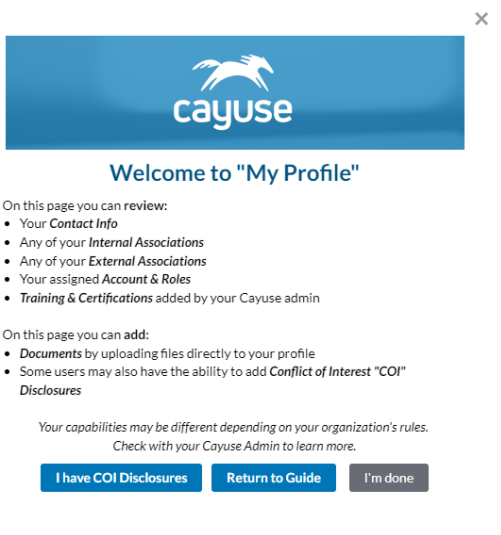 cayuse
Welcome to "My Profile"
On this page you can review:
• Your Contact Info
• Any of your Internal Associations
• Any of your External Associations
• Your assigned Account & Roles
• Training & Certifications added by your Cayuse admin
On this page you can add:
• Documents by uploading files directly to your profile
• Some users may also have the ability to add Conflict of Interest "COI"
Disclosures
Your capabilities may be different depending on your organization's rules.
Check with your Cayuse Admin to learn more.
I have COI Disclosures
Return to Guide
I'm done